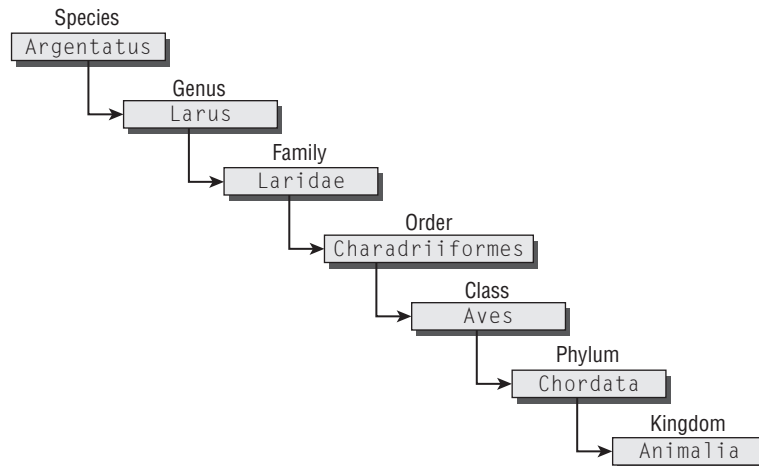 Species
Argentatus
Genus
Larus
Family
Laridae
Order
Charadriiformes
Class
Aves
Phylum
Chordata
Kingdom
Animalia